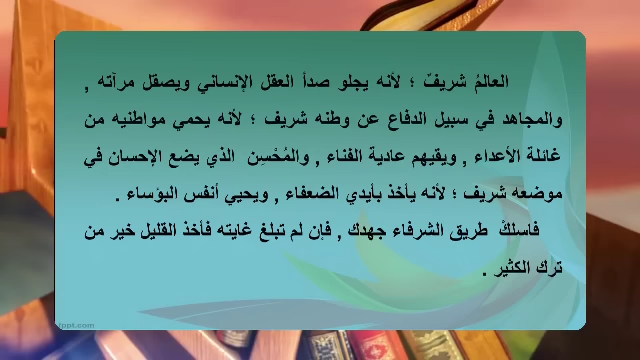 العالمُ شريفٌ ؛ لأنه يجلو صدأ العقل الإنساني ويصقل مرآته ,
والمجاهد في سبيل الدفاع عن وطنه شريف ؛ لأنه يحمي مواطنيه من
غائلة الأعداء , ويقيهم عادية الفناء , والمُحْسِن الذي يضع الإحسان في
موضعه شريف ؛ لأنه يأخذ بأيدي الضعفاء , ويحيي أنفس البؤساء .
فاسلكْ طريق الشرفاء جهدك , فإن لم تبلغ غايته فأخذ القليل خير من
ترك الكثير .